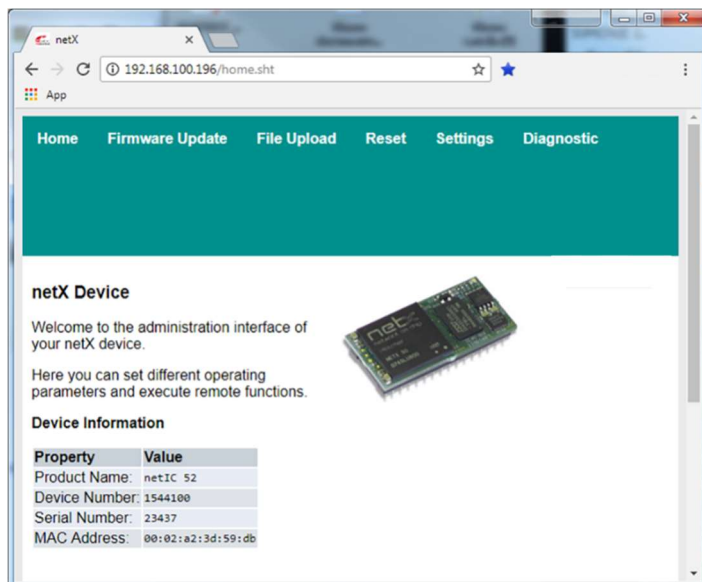 netX
192.168.100.196/home.sht
App
Home Firmware Update File Upload Reset Settings Diagnostic
netX Device
Welcome to the administration interface of
your netX device.
Here you can set different operating
parameters and execute remote functions.
Device Information
Property Value
Product Name: netIC 52
Device Number: 1544100
Serial Number: 23437
MAC Address: 00:02:a2:3d:59:db